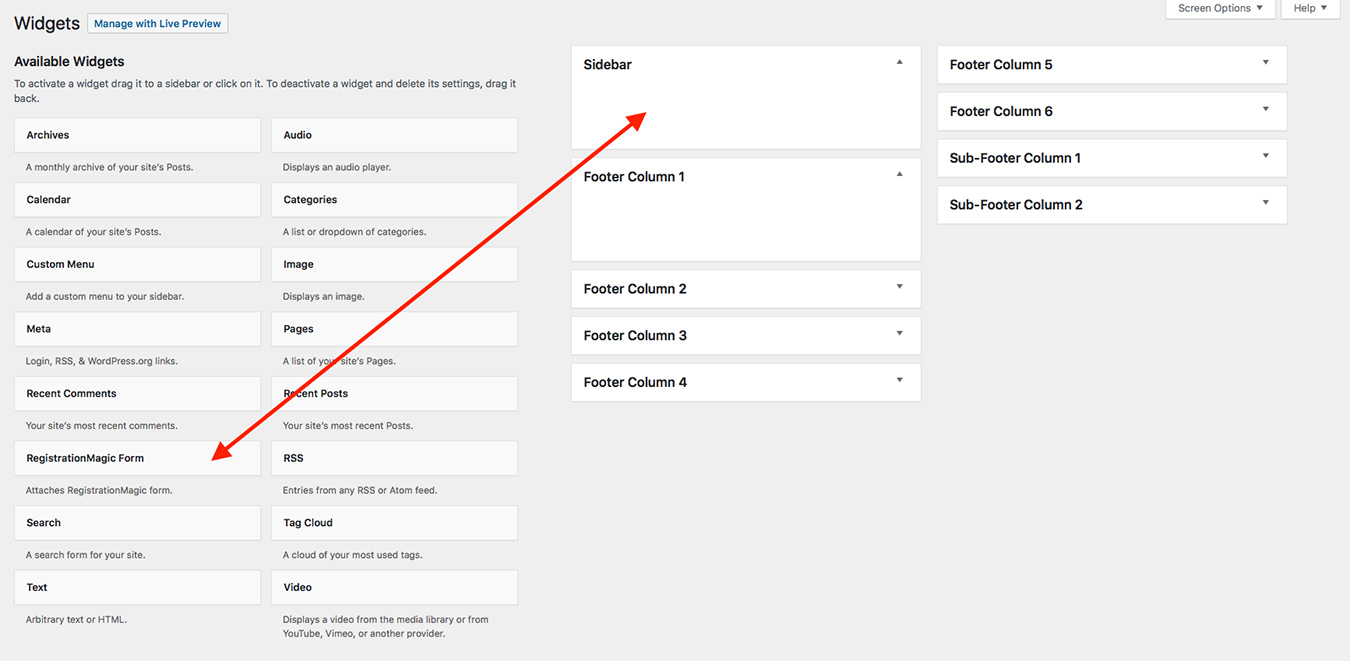 Widgets
Manage with Live Preview
Screen Options
Help
Available Widgets
To activate a widget drag it to a sidebar or click on it. To deactivate a widget and delete its settings, drag it
back.
Archives
A monthly archive of your site's Posts.
Audio
Displays an audio player.
Calendar
A calendar of your site's Posts.
Categories
A list or dropdown of categories.
Custom Menu
Add a custom menu to your sidebar.
Image
Displays an image.
Meta
Login, RSS, & WordPress.org links.
Pages
A list of your site's Pages.
Recent Comments
Your site's most recent comments.
Recent Posts
Your site's most recent Posts.
RegistrationMagic Form
Attaches RegistrationMagic form.
RSS
Entries from any RSS or Atom feed.
Search
A search form for your site.
Tag Cloud
A cloud of your most used tags.
Text
Arbitrary text or HTML.
Video
Displays a video from the media library or from
YouTube, Vimeo, or another provider.
Sidebar
Footer Column 1
Footer Column 2
Footer Column 3
Footer Column 4
Footer Column 5
Footer Column 6
Sub-Footer Column 1
Sub-Footer Column 2